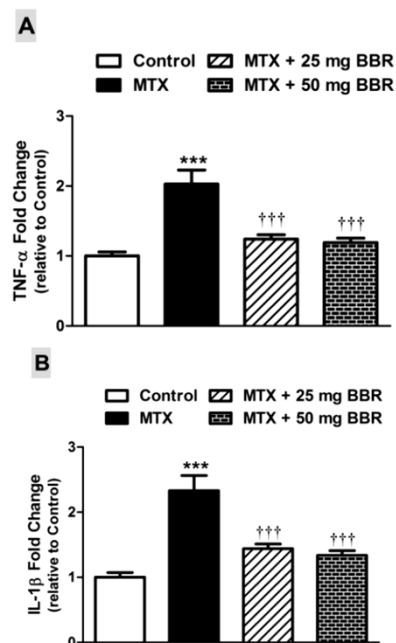 A
Control MTX + 25 mg BBR
MTX MTX + 50 mg BBR
TNF-α Fold Change
(relative to Control)
3
2
1
0
***
†††
†††
B
Control MTX + 25 mg BBR
MTX MTX + 50 mg BBR
IL-1β Fold Change
(relative to Control)
3
2
1
0
***
†††
†††